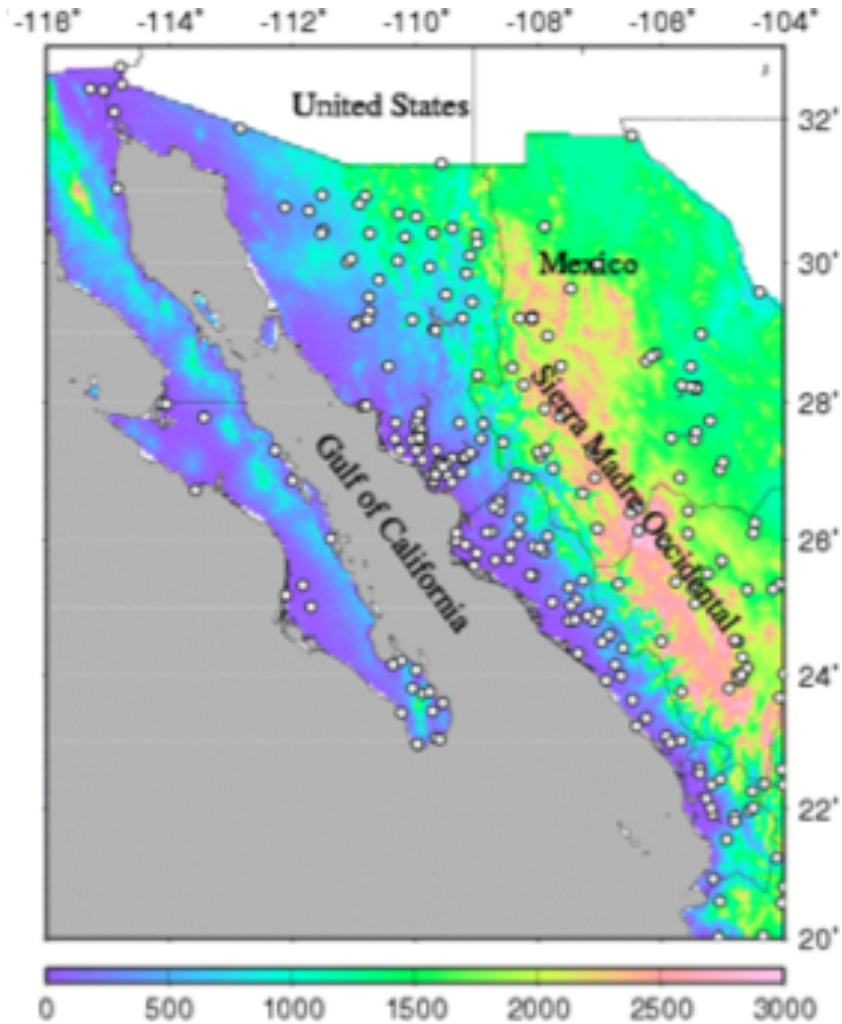 -116° -114° -112° -110° -108° -106° -104°
United States
32°
Mexico
30°
28°
Sierra Madre Occidental
Gulf of California
26°
24°
22°
20°
0 500 1000 1500 2000 2500 3000